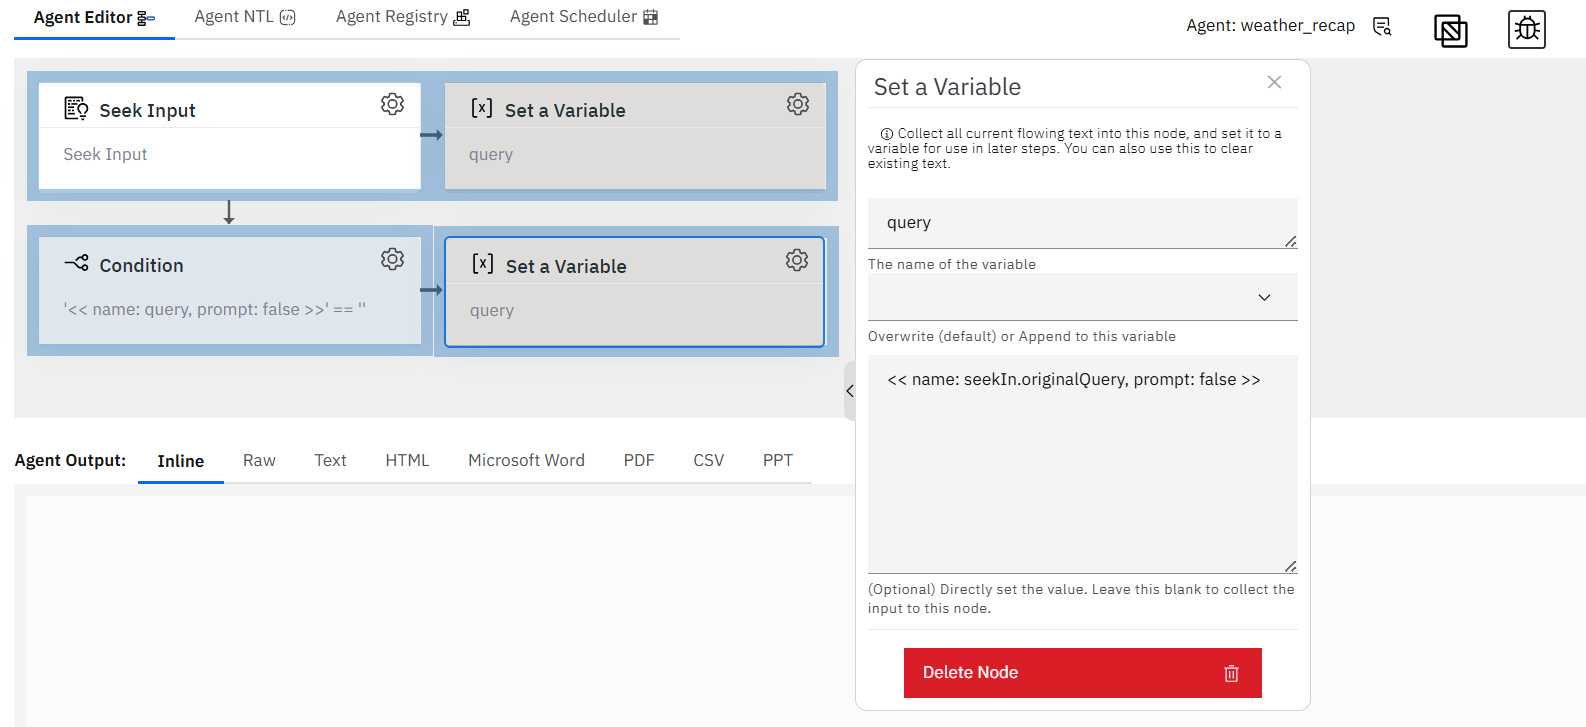 Agent Editor
Agent NTL
Agent Registry
Agent Scheduler
Agent: weather_recap
Seek Input
Seek Input
[x] Set a Variable
query
Condition
'<< name: query, prompt: false >>' == ''
[x] Set a Variable
query
Set a Variable
Collect all current flowing text into this node, and set it to a
variable for use in later steps. You can also use this to clear
existing text.
query
The name of the variable
Overwrite (default) or Append to this variable
<< name: seekIn.originalQuery, prompt: false >>
(Optional) Directly set the value. Leave this blank to collect the
input to this node.
Delete Node
Agent Output:
Inline
Raw
Text
HTML
Microsoft Word
PDF
CSV
PPT